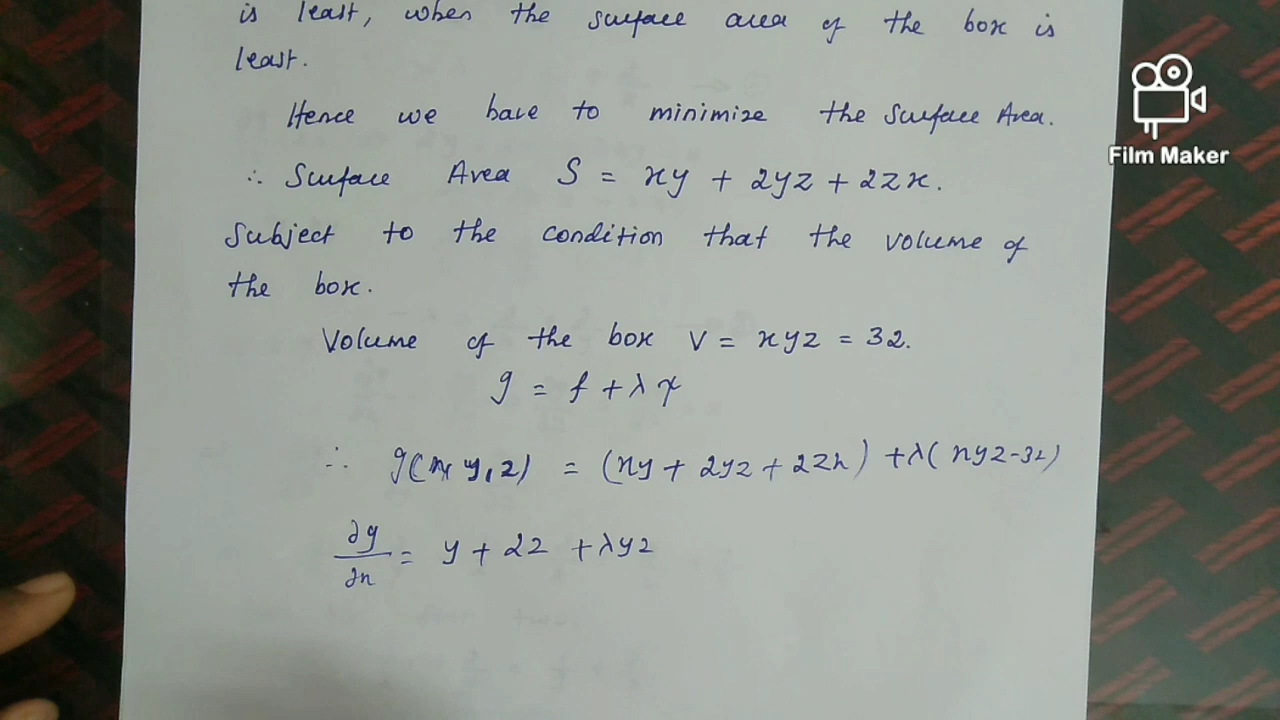 is least, when the surface area of the box is
least.
Hence we have to minimize the Surface Area.
∴ Surface Area S = xy + 2yz + 2zx.
Subject to the condition that the volume of
the box.
Volume of the box V = xyz = 32.
g = f + λ χ
∴ g(x, y, z) = (xy + 2yz + 2zx) + λ( xyz-32)
∂g/∂x = y + 2z + λyz
Film Maker